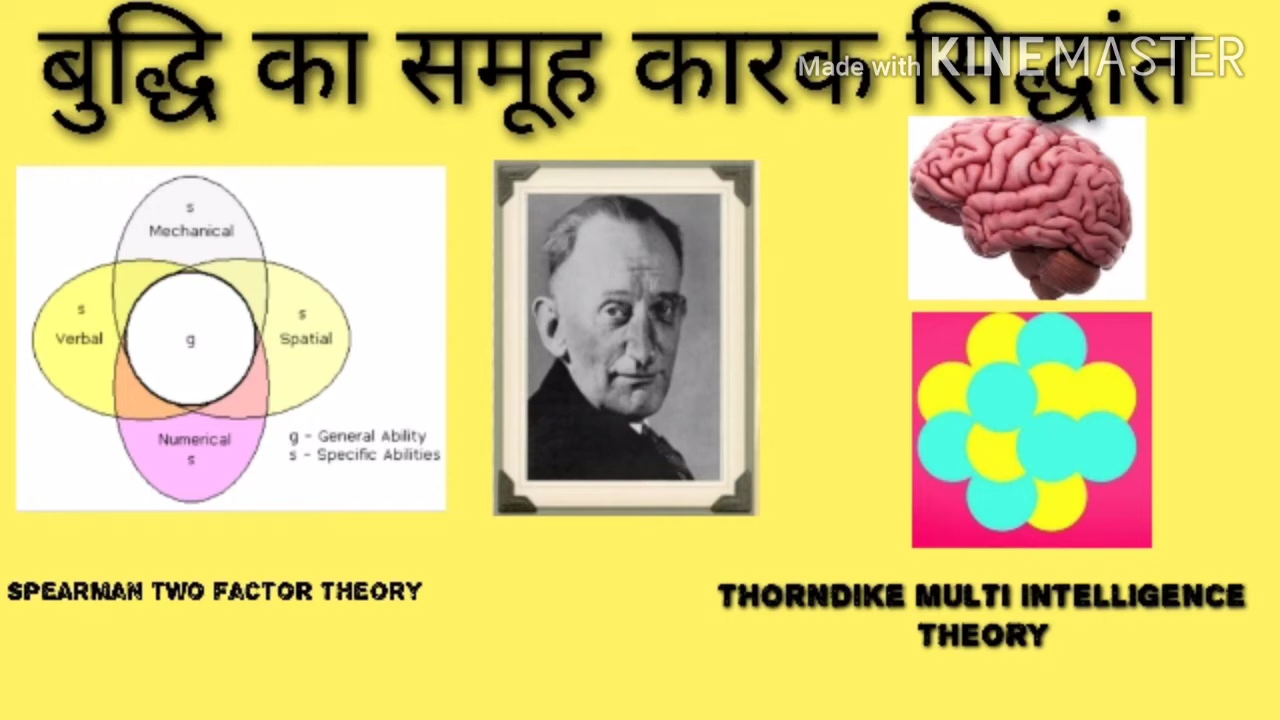 बुद्धि का समूह कारक सिद्धांत
Made with KINEMASTER
s
Mechanical
s
Verbal
g
s
Spatial
Numerical
s
g - General Ability
s - Specific Abilities
SPEARMAN TWO FACTOR THEORY
THORNDIKE MULTI INTELLIGENCE
THEORY